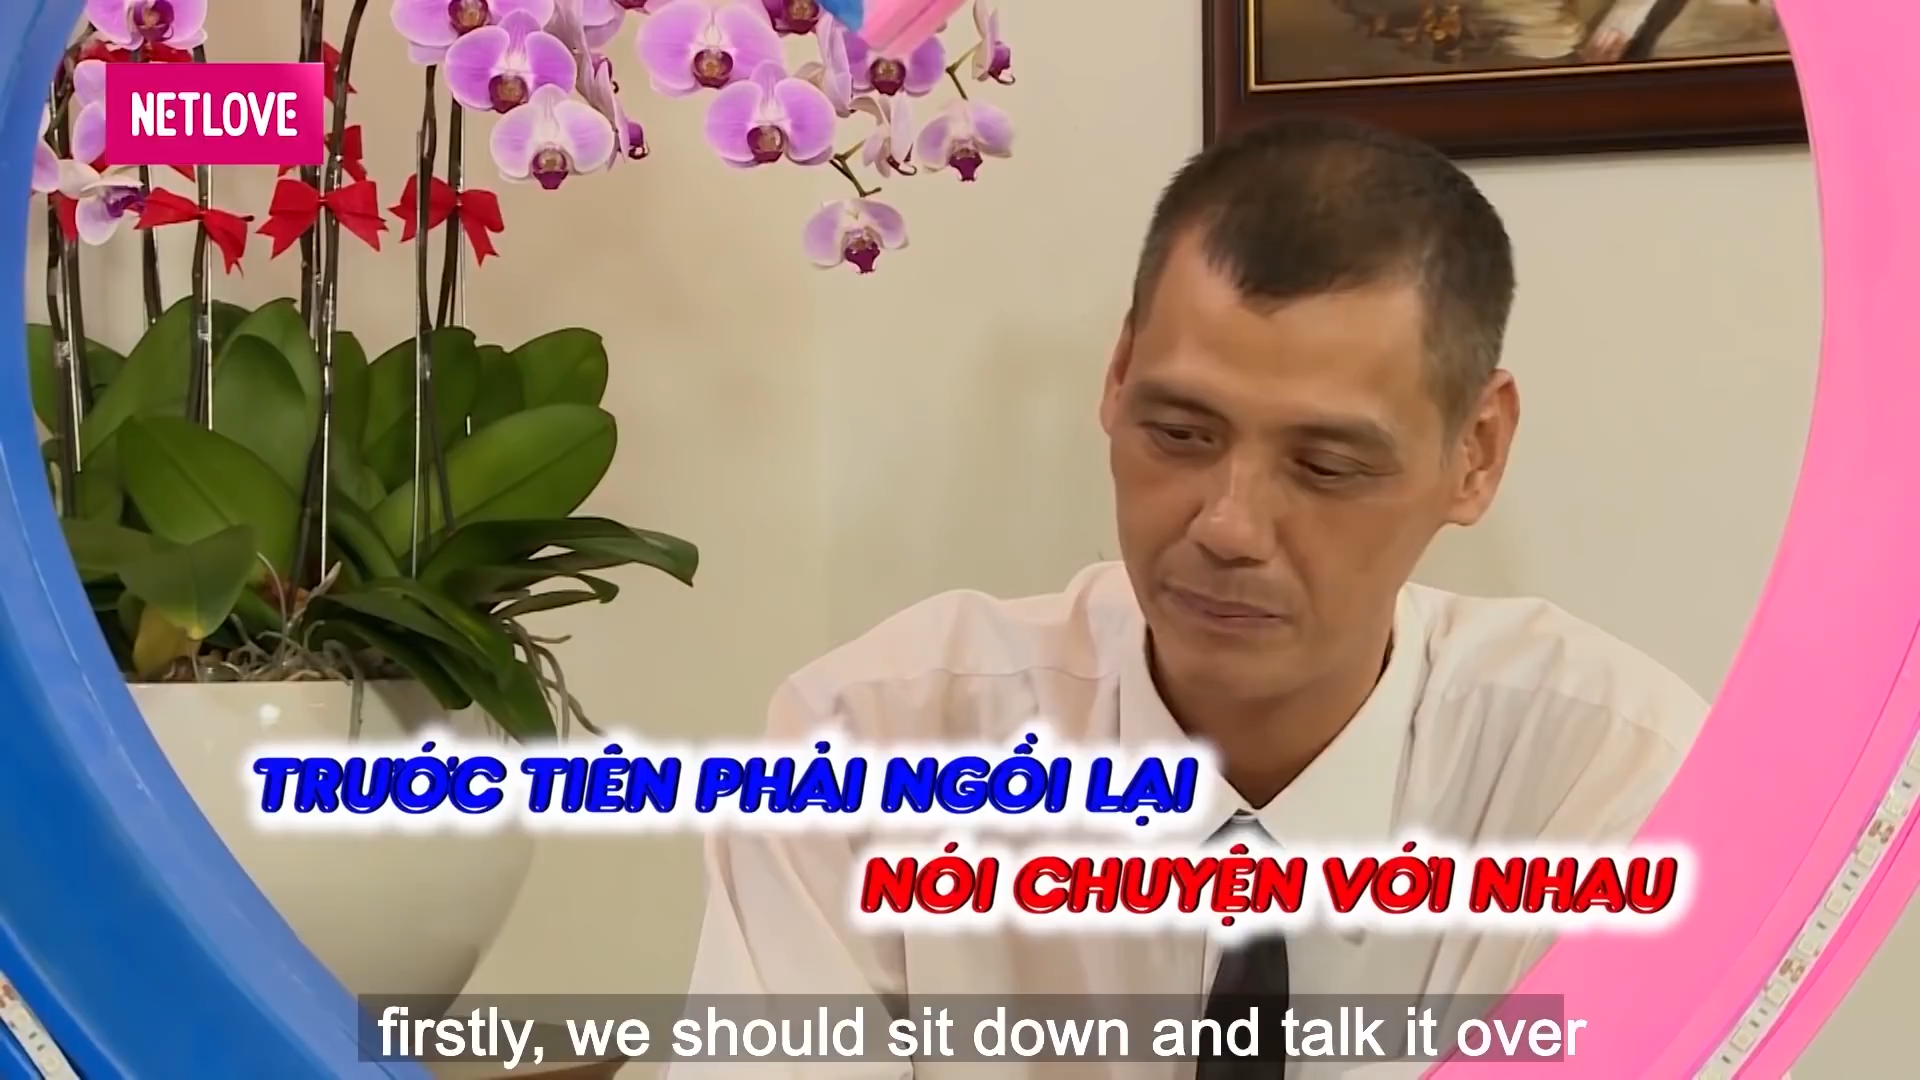 NETLOVE
TRƯỚC TIÊN PHẢI NGỒI LẠI
NÓI CHUYỆN VỚI NHAU
firstly, we should sit down and talk it over